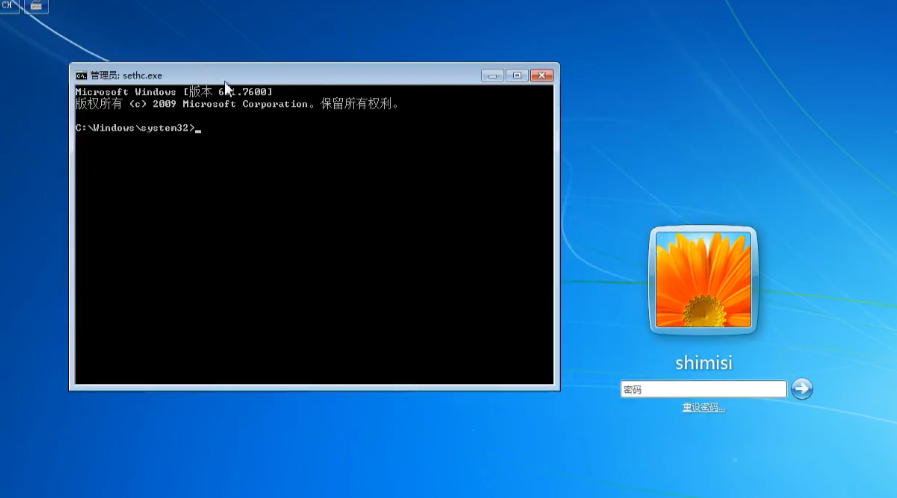 CH
管理员: sethc.exe
Microsoft Windows [版本 6.1.7600]
版权所有 (c) 2009 Microsoft Corporation。保留所有权利。
C:\Windows\system32>
shimisi
密码
重设密码...